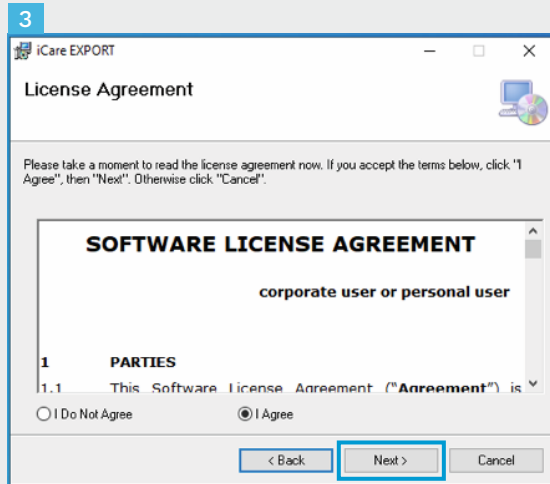 3
iCare EXPORT
License Agreement
Please take a moment to read the license agreement now. If you accept the terms below, click "I
Agree", then "Next". Otherwise click "Cancel".
SOFTWARE LICENSE AGREEMENT
corporate user or personal user
1 PARTIES
1.1 This Software License Agreement ("Agreement") is
I Do Not Agree I Agree
< Back Next > Cancel